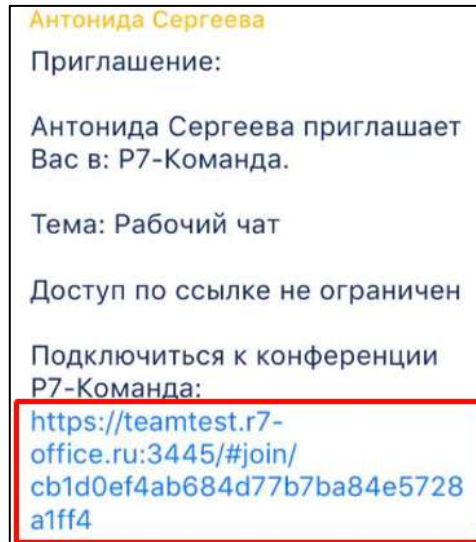 Антонида Сергеева
Приглашение:
Антонида Сергеева приглашает
Вас в: Р7-Команда.
Тема: Рабочий чат
Доступ по ссылке не ограничен
Подключиться к конференции
Р7-Команда:
https://teamtest.r7-
office.ru:3445/#join/
cb1d0ef4ab684d77b7ba84e5728
a1ff4